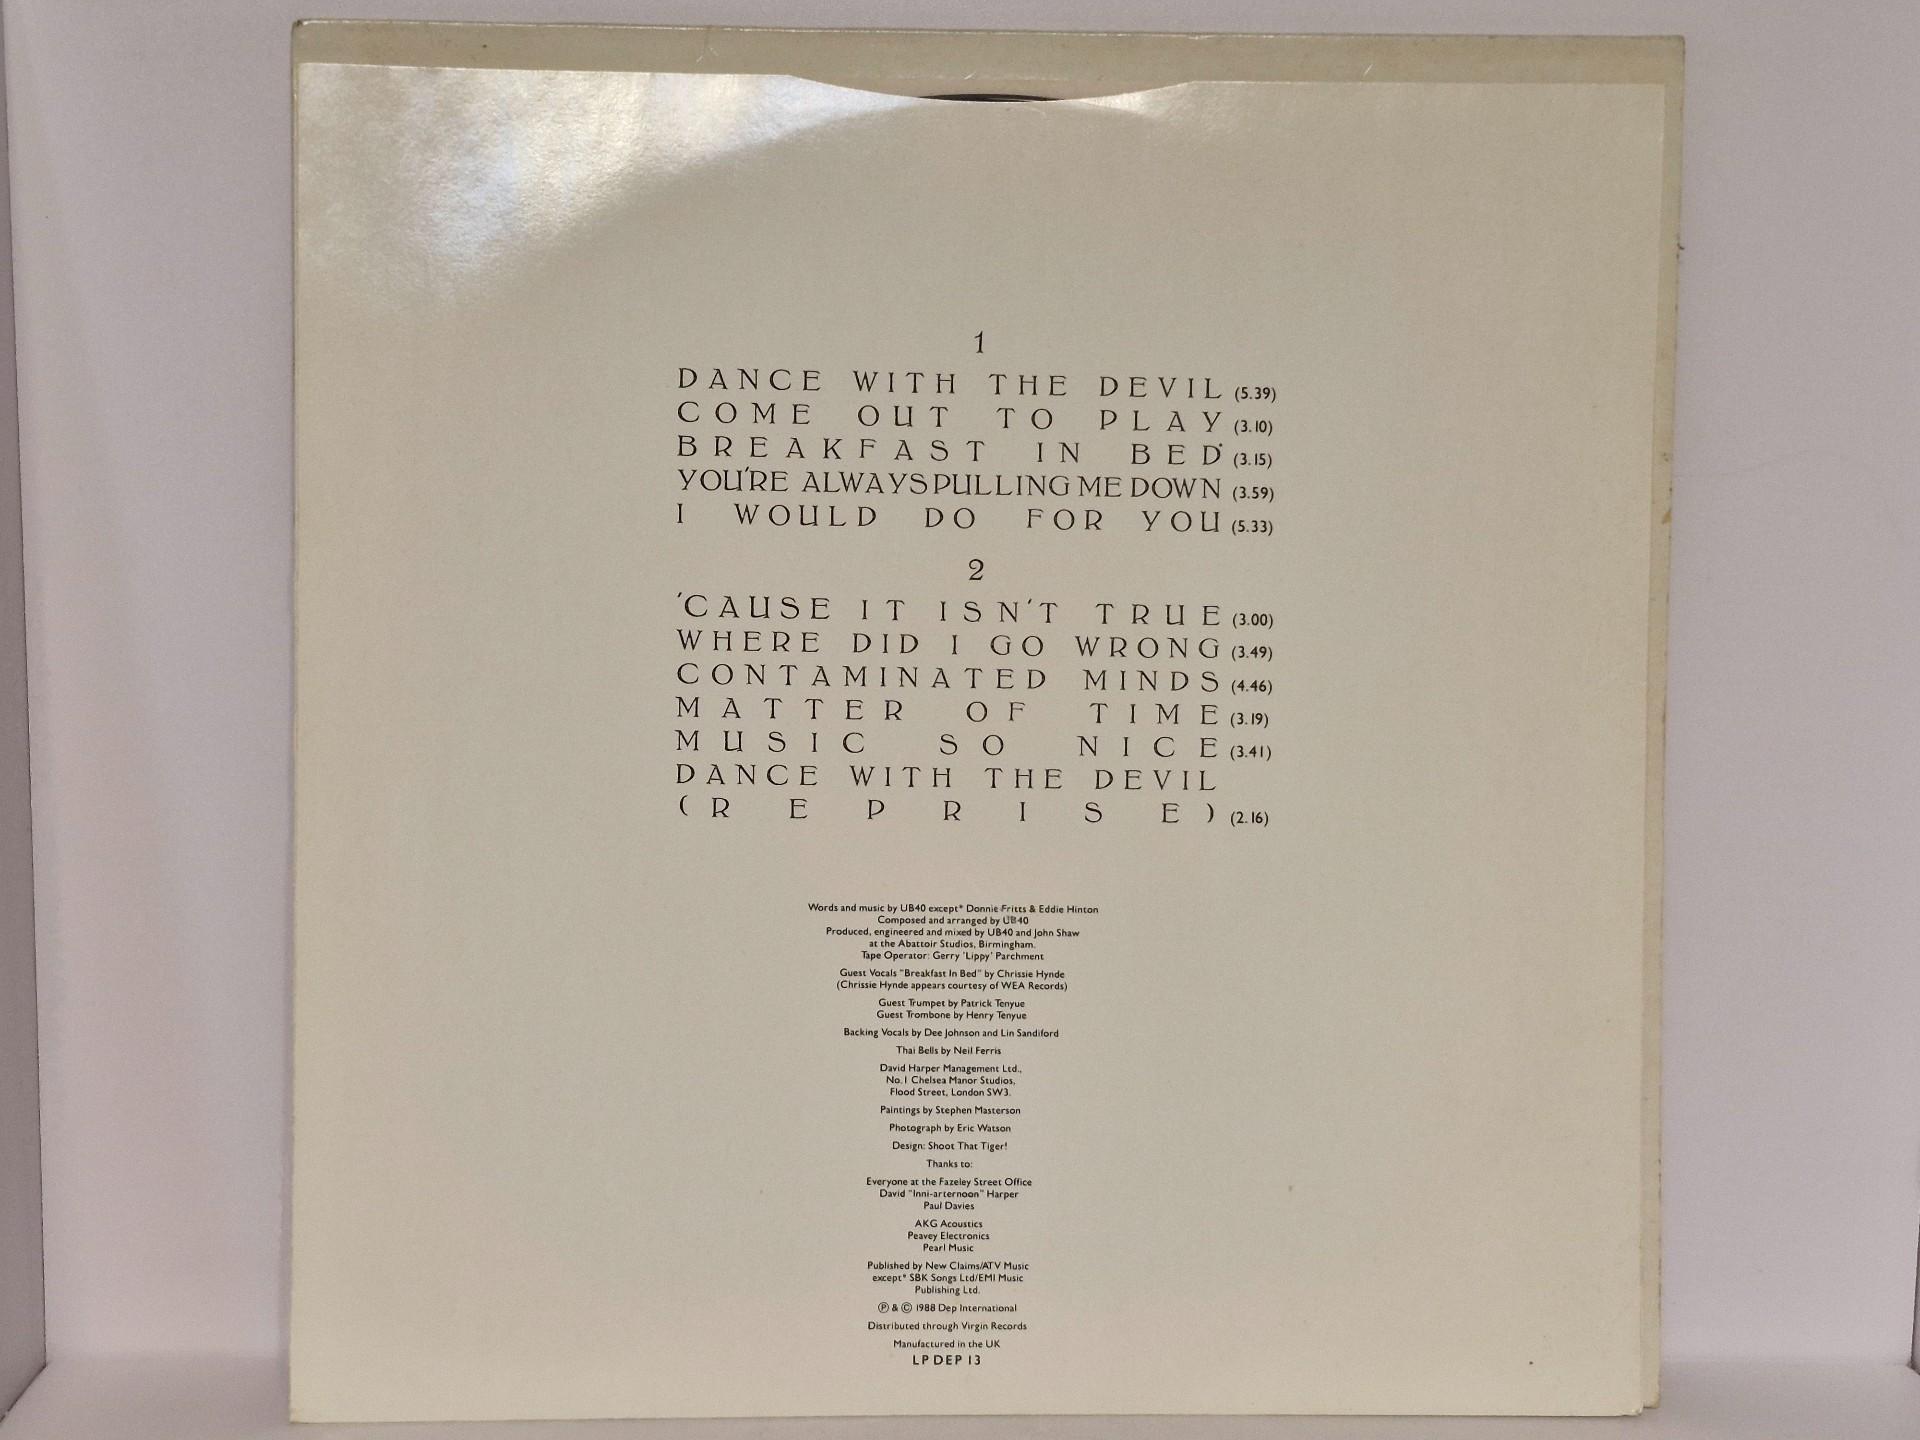 1
DANCE WITH THE DEVIL (5.39)
COME OUT TO PLAY (3.10)
BREAKFAST IN BED* (3.15)
YOU'RE ALWAYS PULLING ME DOWN (3.59)
I WOULD DO FOR YOU (5.33)
2
'CAUSE IT ISN'T TRUE (3.00)
WHERE DID I GO WRONG (3.49)
CONTAMINATED MINDS (4.46)
MATTER OF TIME (3.19)
MUSIC SO NICE (3.41)
DANCE WITH THE DEVIL
(REPRISE) (2.16)
Words and music by UB40 except* Donnie Fritts & Eddie Hinton
Composed and arranged by UB40
Produced, engineered and mixed by UB40 and John Shaw
at the Abattoir Studios, Birmingham.
Tape Operator: Gerry 'Lippy' Parchment
Guest Vocals "Breakfast In Bed" by Chrissie Hynde
(Chrissie Hynde appears courtesy of WEA Records)
Guest Trumpet by Patrick Tenyue
Guest Trombone by Henry Tenyue
Backing Vocals by Dee Johnson and Lin Sandiford
Thai Bells by Neil Ferris
David Harper Management Ltd.,
No. 1 Chelsea Manor Studios,
Flood Street, London SW3.
Paintings by Stephen Masterson
Photograph by Eric Watson
Design: Shoot That Tiger!
Thanks to:
Everyone at the Fazeley Street Office
David "Inni-arternoon" Harper
Paul Davies
AKG Acoustics
Peavey Electronics
Pearl Music
Published by New Claims/ATV Music
except* SBK Songs Ltd/EMI Music
Publishing Ltd.
Ⓟ & © 1988 Dep International
Distributed through Virgin Records
Manufactured in the UK
LP DEP 13